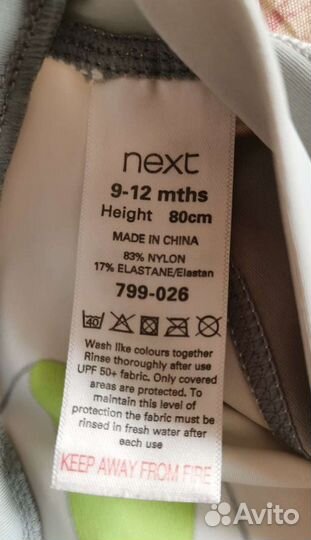 next
9-12 mths
Height 80cm
MADE IN CHINA
83% NYLON
17% ELASTANE/Elastan
799-026
40
Wash like colours together
Rinse thoroughly after use
UPF 50+ fabric. Only covered
areas are protected. To
maintain this level of
protection the fabric must be
rinsed in fresh water after
each use
KEEP AWAY FROM FIRE
Avito